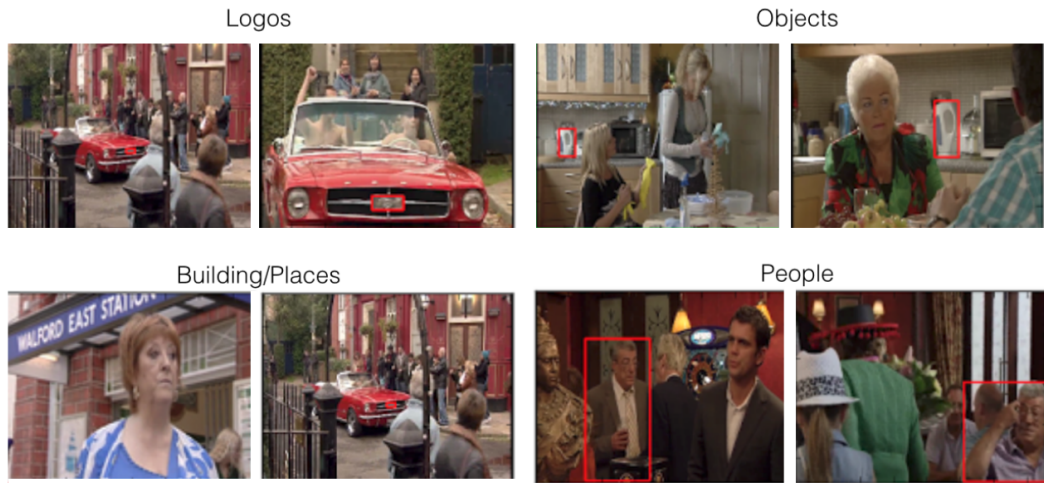 Logos
Objects
Building/Places
People
WALFORD EAST STATION